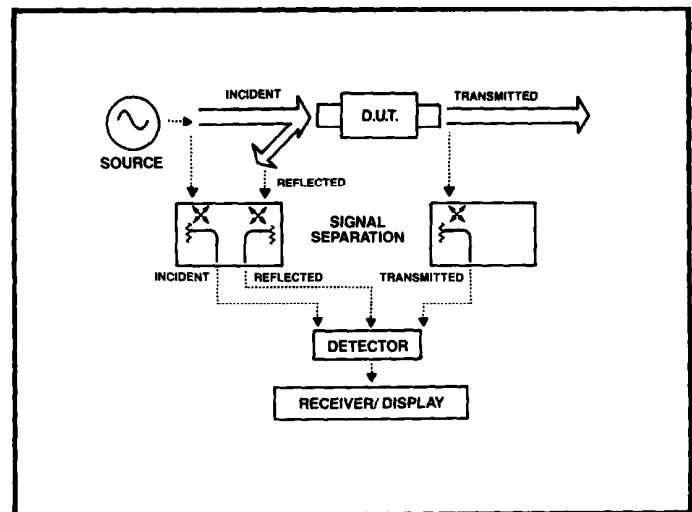 INCIDENT
TRANSMITTED
D.U.T.
SOURCE
REFLECTED
SIGNAL
SEPARATION
INCIDENT
REFLECTED
TRANSMITTED
DETECTOR
RECEIVER/ DISPLAY